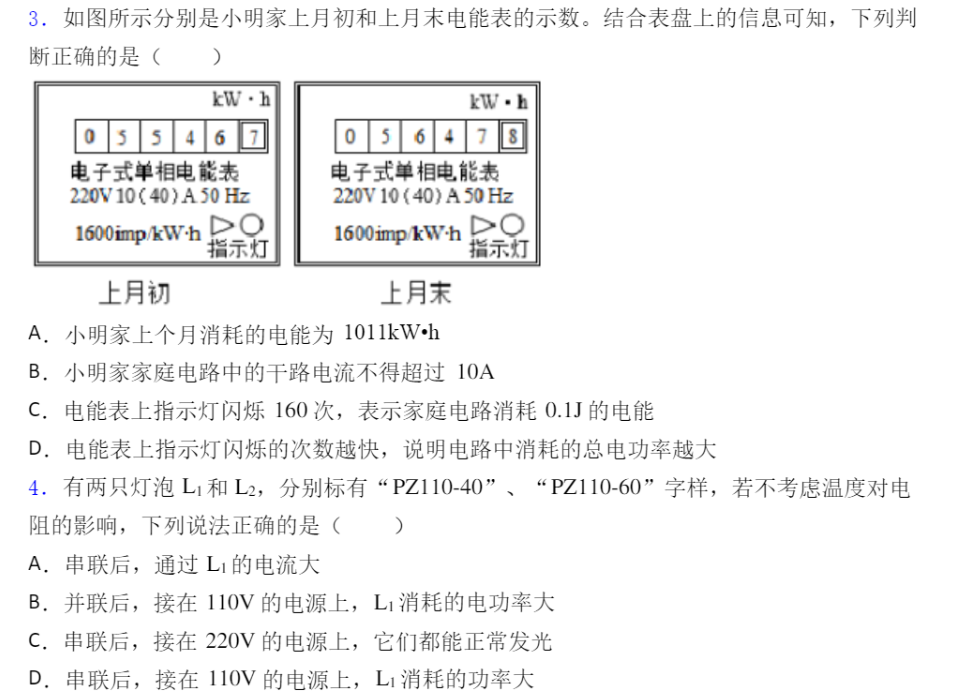 3．如图所示分别是小明家上月初和上月末电能表的示数。结合表盘上的信息可知，下列判
断正确的是（　　）
kW·h
0 5 5 4 6 7
电子式单相电能表
220V 10(40)A 50 Hz
1600imp/kW·h
指示灯
上月初
kW·h
0 5 6 4 7 8
电子式单相电能表
220V 10(40)A 50 Hz
1600imp/kW·h
指示灯
上月末
A．小明家上个月消耗的电能为 1011kW•h
B．小明家家庭电路中的干路电流不得超过 10A
C．电能表上指示灯闪烁 160 次，表示家庭电路消耗 0.1J 的电能
D．电能表上指示灯闪烁的次数越快，说明电路中消耗的总电功率越大
4．有两只灯泡 L₁和 L₂，分别标有“PZ110-40”、“PZ110-60”字样，若不考虑温度对电
阻的影响，下列说法正确的是（　　）
A．串联后，通过 L₁的电流大
B．并联后，接在 110V 的电源上，L₁消耗的电功率大
C．串联后，接在 220V 的电源上，它们都能正常发光
D．串联后，接在 110V 的电源上，L₁消耗的功率大